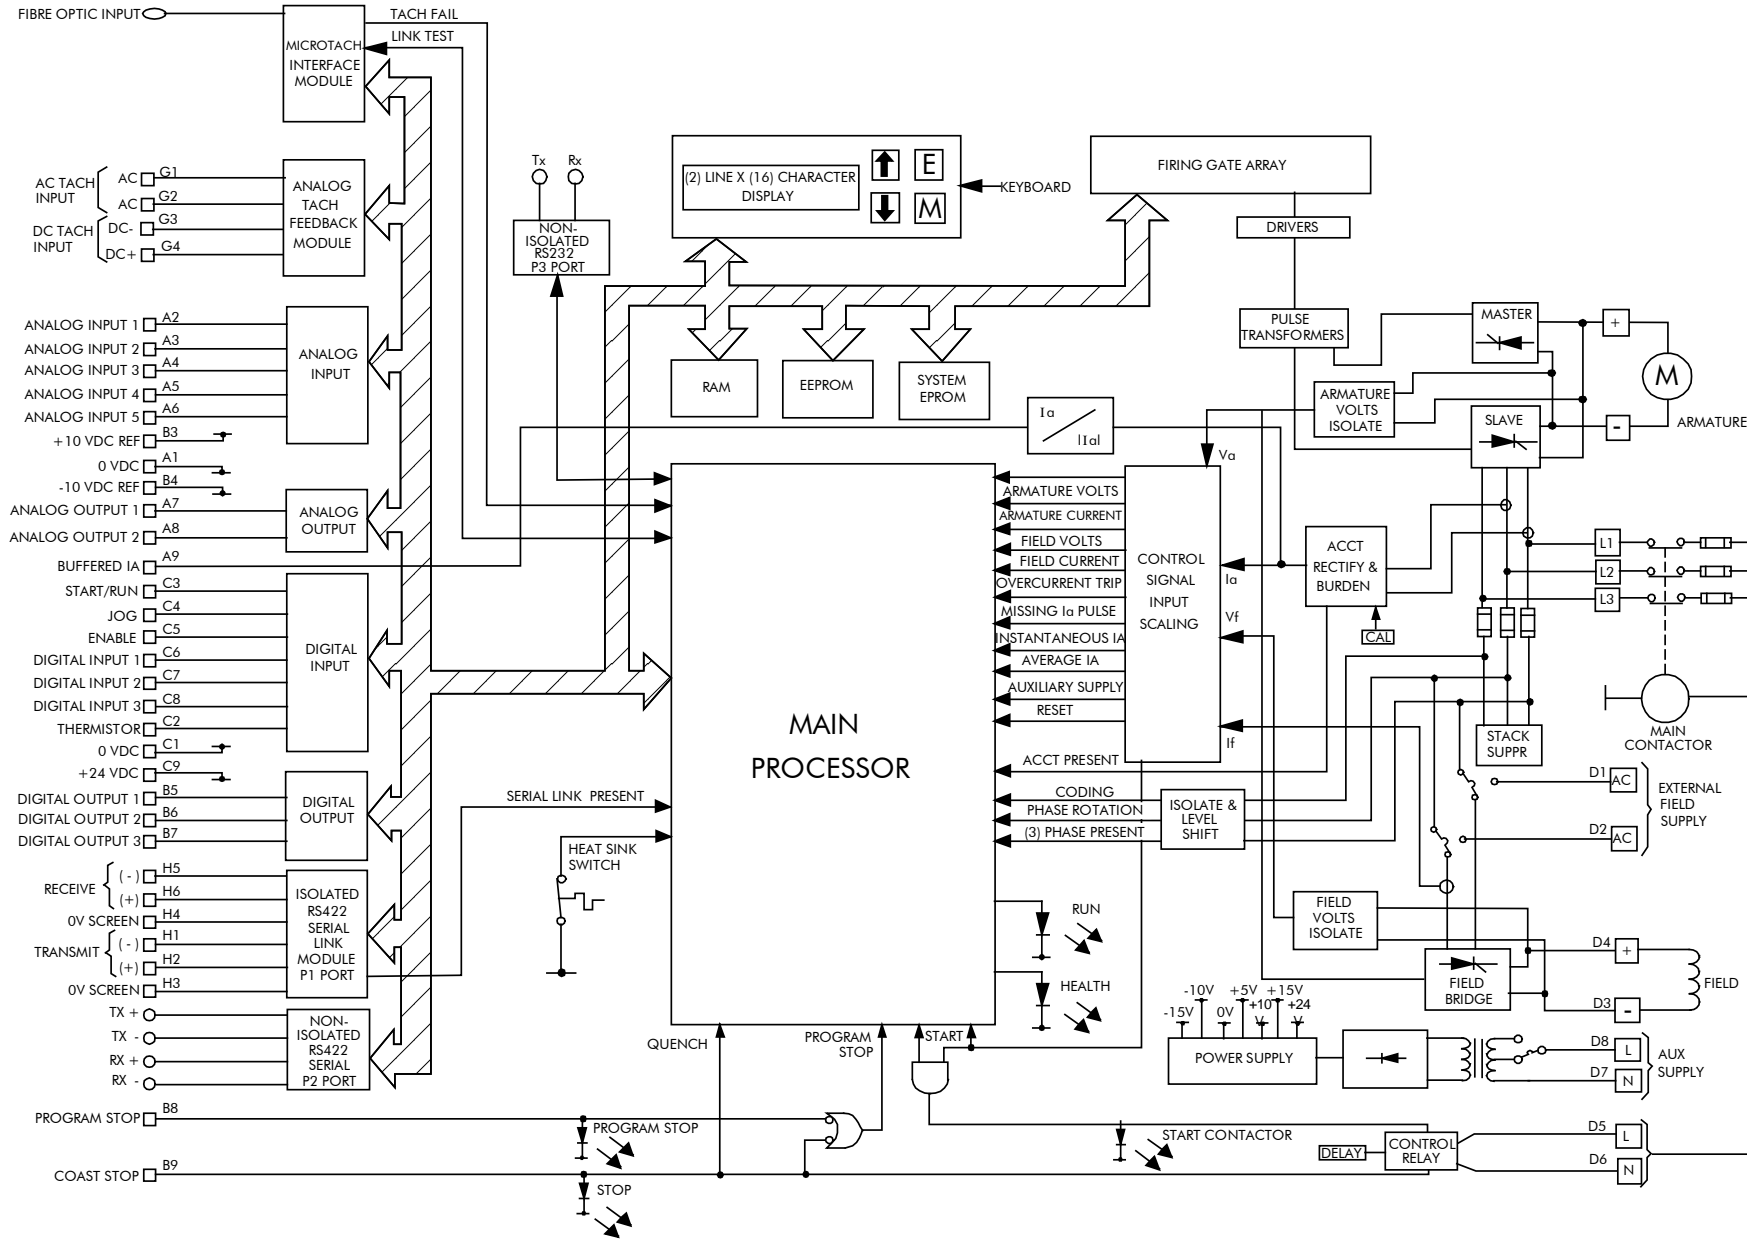 FIBRE OPTIC INPUT
TACH FAIL
LINK TEST
MICROTACH
INTERFACE
MODULE
AC TACH
INPUT
AC
G1
AC
G2
DC TACH
INPUT
DC-
G3
DC+
G4
ANALOG
TACH
FEEDBACK
MODULE
ANALOG INPUT 1
A2
ANALOG INPUT 2
A3
ANALOG INPUT 3
A4
ANALOG INPUT 4
A5
ANALOG INPUT 5
A6
+10 VDC REF
B3
0 VDC
A1
-10 VDC REF
B4
ANALOG
INPUT
ANALOG OUTPUT 1
A7
ANALOG OUTPUT 2
A8
ANALOG
OUTPUT
BUFFERED IA
A9
START/RUN
C3
JOG
C4
ENABLE
C5
DIGITAL INPUT 1
C6
DIGITAL INPUT 2
C7
DIGITAL INPUT 3
C8
THERMISTOR
C2
0 VDC
C1
+24 VDC
C9
DIGITAL
INPUT
DIGITAL OUTPUT 1
B5
DIGITAL OUTPUT 2
B6
DIGITAL OUTPUT 3
B7
DIGITAL
OUTPUT
RECEIVE
(-)
H5
(+)
H6
0V SCREEN
H4
TRANSMIT
(-)
H1
(+)
H2
0V SCREEN
H3
ISOLATED
RS422
SERIAL
LINK
MODULE
P1 PORT
TX +
TX -
RX +
RX -
NON-
ISOLATED
RS422
SERIAL
P2 PORT
PROGRAM STOP
B8
COAST STOP
B9
PROGRAM STOP
STOP
Tx
Rx
NON-
ISOLATED
RS232
P3 PORT
(2) LINE X (16) CHARACTER
DISPLAY
E
M
KEYBOARD
FIRING GATE ARRAY
DRIVERS
PULSE
TRANSFORMERS
RAM
EEPROM
SYSTEM
EPROM
Ia
|Ia|
MASTER
ARMATURE
VOLTS
ISOLATE
SLAVE
+
M
-
ARMATURE
MAIN
PROCESSOR
SERIAL LINK PRESENT
HEAT SINK
SWITCH
ARMATURE VOLTS
ARMATURE CURRENT
FIELD VOLTS
FIELD CURRENT
OVERCURRENT TRIP
MISSING Ia PULSE
INSTANTANEOUS IA
AVERAGE IA
AUXILIARY SUPPLY
RESET
ACCT PRESENT
CODING
PHASE ROTATION
(3) PHASE PRESENT
CONTROL
SIGNAL
INPUT
SCALING
Va
Ia
Vf
If
ACCT
RECTIFY &
BURDEN
CAL
L1
L2
L3
STACK
SUPPR
MAIN
CONTACTOR
ISOLATE &
LEVEL
SHIFT
D1
AC
D2
AC
EXTERNAL
FIELD
SUPPLY
FIELD
VOLTS
ISOLATE
FIELD
BRIDGE
D4
+
D3
-
FIELD
RUN
HEALTH
QUENCH
PROGRAM
STOP
START
-15V
-10V
0V
+5V
+10
V
+15V
+24
V
POWER SUPPLY
D8
L
D7
N
AUX
SUPPLY
START CONTACTOR
DELAY
CONTROL
RELAY
D5
L
D6
N